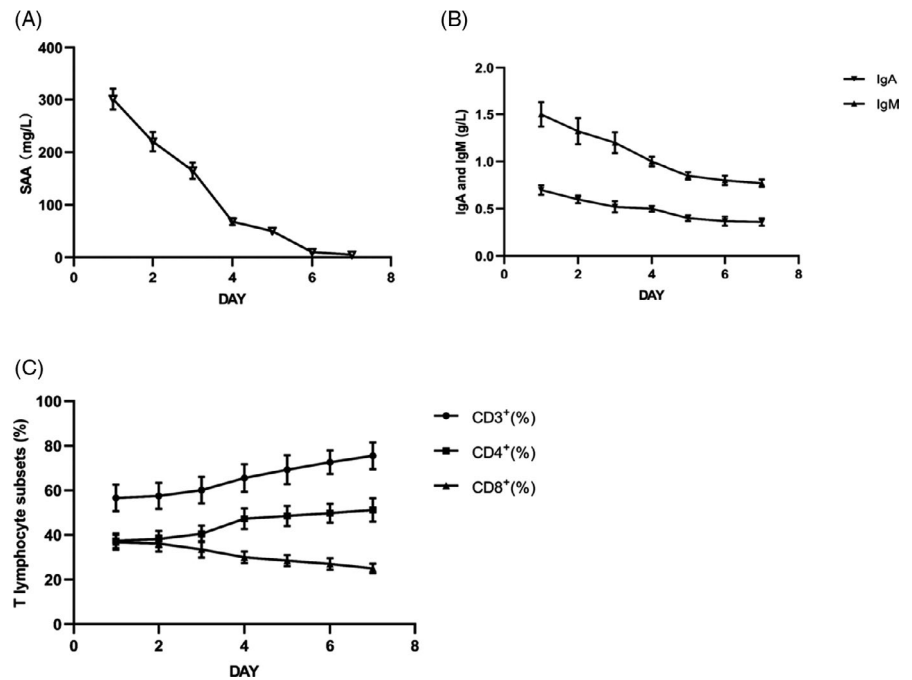 (A)
400
300
200
100
0
SAA (mg/L)
0 2 4 6 8
DAY
(B)
2.0
1.5
1.0
0.5
0.0
IgA and IgM (g/L)
0 2 4 6 8
DAY
IgA
IgM
(C)
100
80
60
40
20
0
T lymphocyte subsets (%)
0 2 4 6 8
DAY
CD3⁺(%)
CD4⁺(%)
CD8⁺(%)